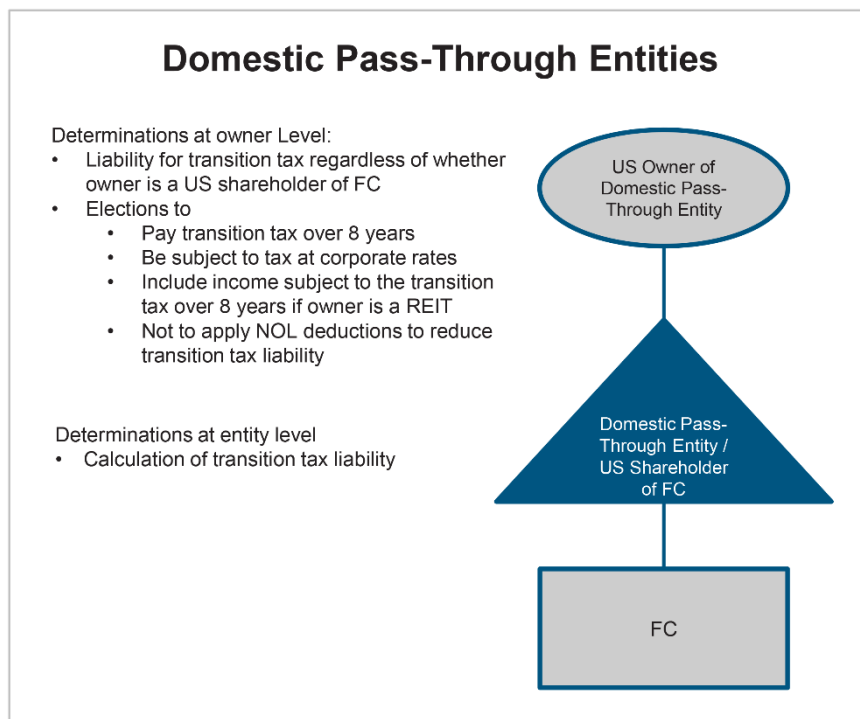 Domestic Pass-Through Entities
Determinations at owner Level:
• Liability for transition tax regardless of whether
owner is a US shareholder of FC
• Elections to
• Pay transition tax over 8 years
• Be subject to tax at corporate rates
• Include income subject to the transition
tax over 8 years if owner is a REIT
• Not to apply NOL deductions to reduce
transition tax liability
Determinations at entity level
• Calculation of transition tax liability
US Owner of
Domestic Pass-
Through Entity
Domestic Pass-
Through Entity /
US Shareholder
of FC
FC